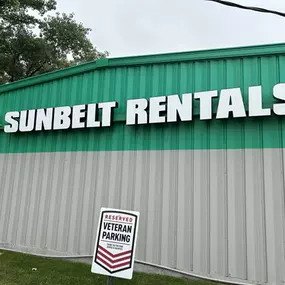 SUNBELT RENTALS
RESERVED
VETERAN
PARKING